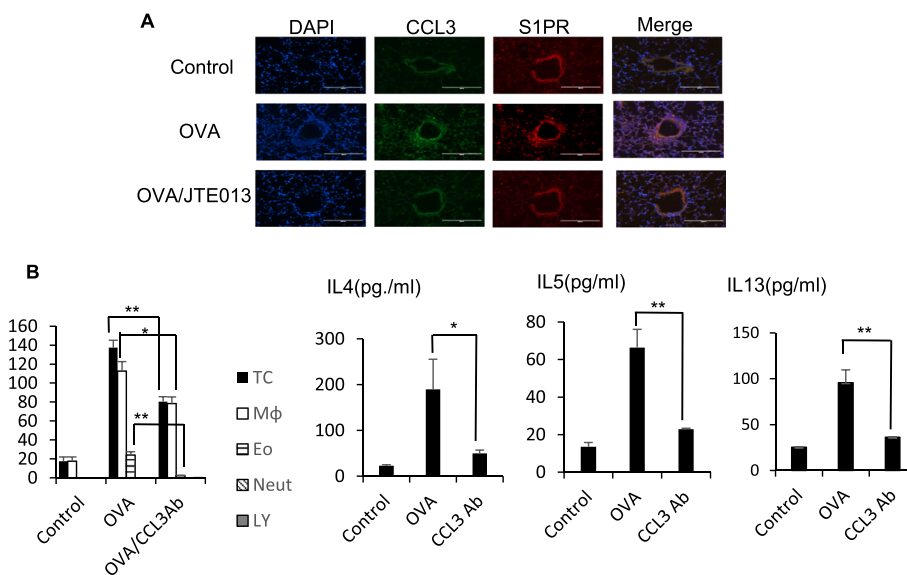 A
DAPI CCL3 S1PR Merge
Control
OVA
OVA/JTE013
B
IL4(pg./ml)
IL5(pg/ml)
IL13(pg/ml)
160
140
120
100
80
60
40
20
0
**
*
**
Control
OVA
OVA/CCL3Ab
TC
Mϕ
Eo
Neut
LY
300
200
100
0
*
Control
OVA
CCL3 Ab
80
60
40
20
0
**
Control
OVA
CCL3 Ab
150
100
50
0
**
Control
OVA
CCL3 Ab